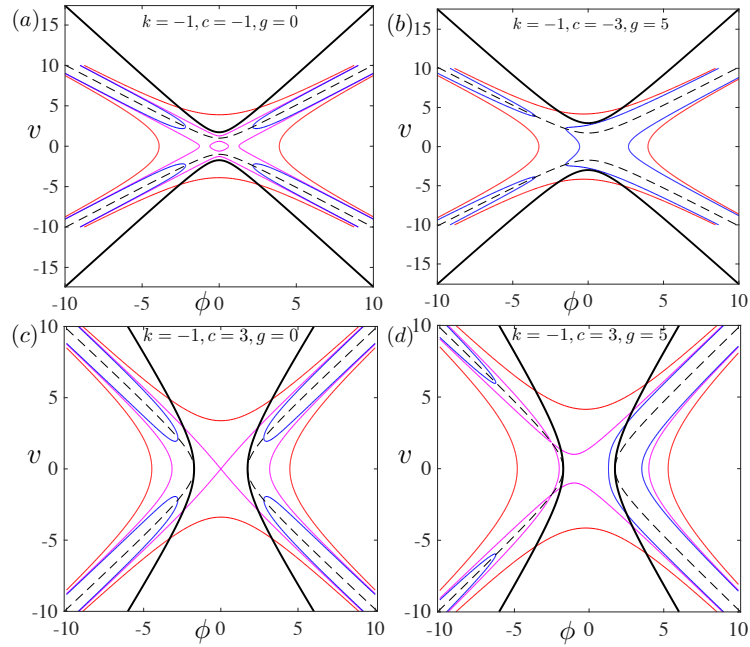 (a) k = −1, c = −1, g = 0
15
10
5
v 0
-5
-10
-15
-10 -5 ϕ 0 5 10
(b) k = −1, c = −3, g = 5
15
10
5
v 0
-5
-10
-15
-10 -5 ϕ 0 5 10
(c) k = −1, c = 3, g = 0
10
5
v 0
-5
-10
-10 -5 ϕ 0 5 10
(d) k = −1, c = 3, g = 5
10
5
v 0
-5
-10
-10 -5 ϕ 0 5 10